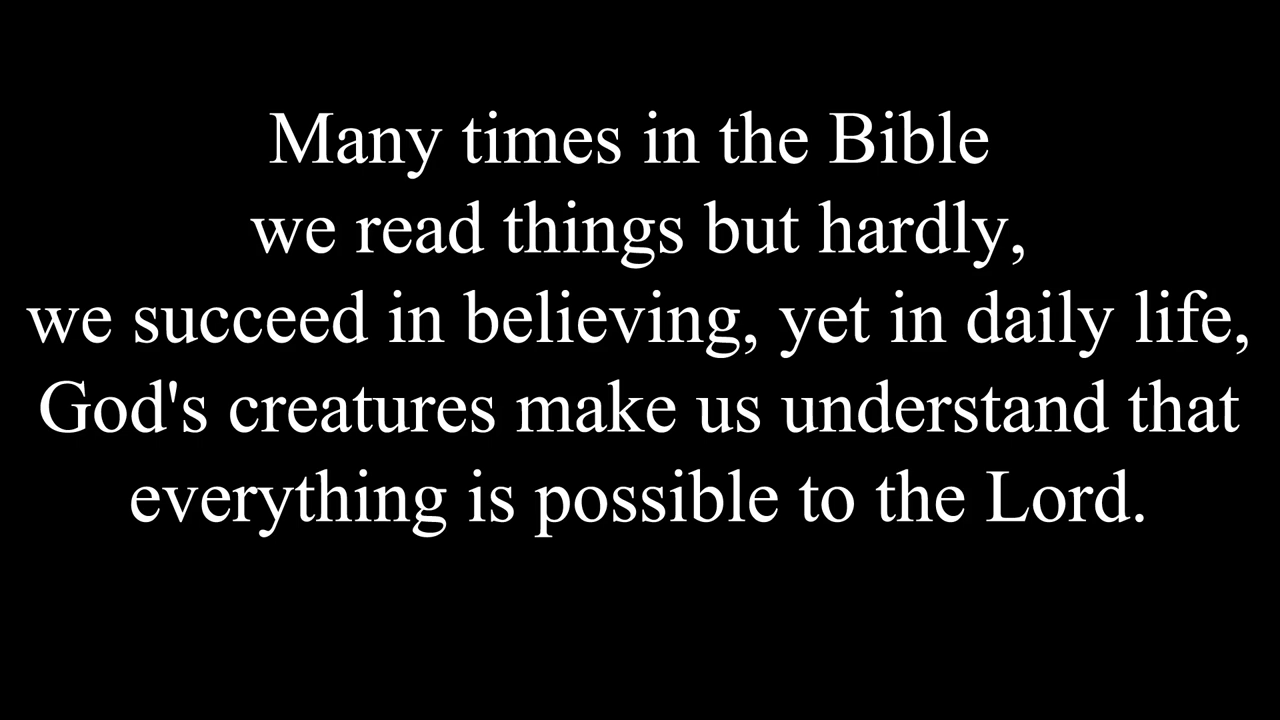 Many times in the Bible
we read things but hardly,
we succeed in believing, yet in daily life,
God's creatures make us understand that
everything is possible to the Lord.